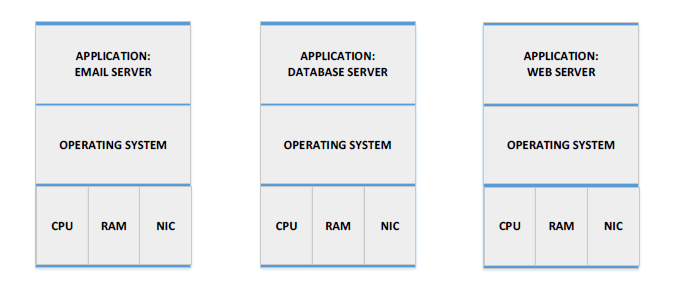 APPLICATION:
EMAIL SERVER
OPERATING SYSTEM
CPU
RAM
NIC
APPLICATION:
DATABASE SERVER
OPERATING SYSTEM
CPU
RAM
NIC
APPLICATION:
WEB SERVER
OPERATING SYSTEM
CPU
RAM
NIC